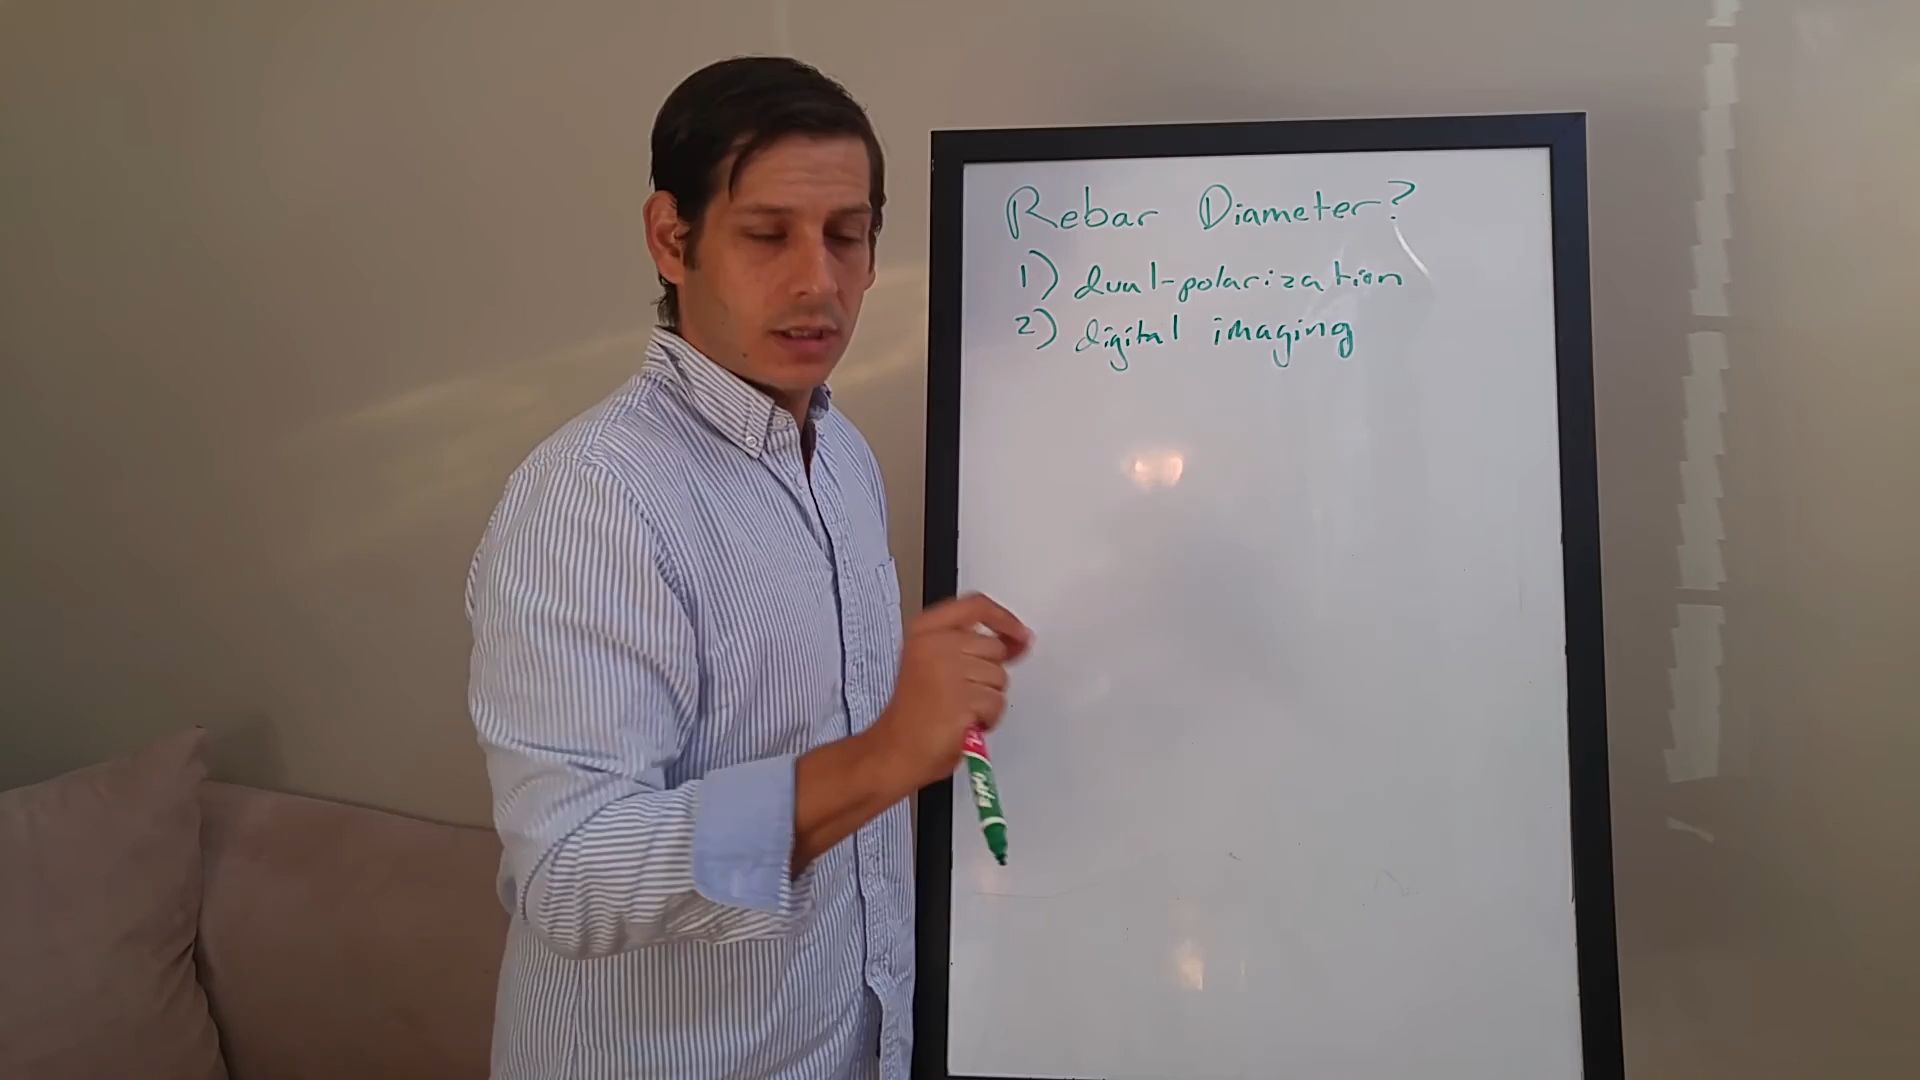 Rebar Diameter?
1) dual-polarization
2) digital imaging